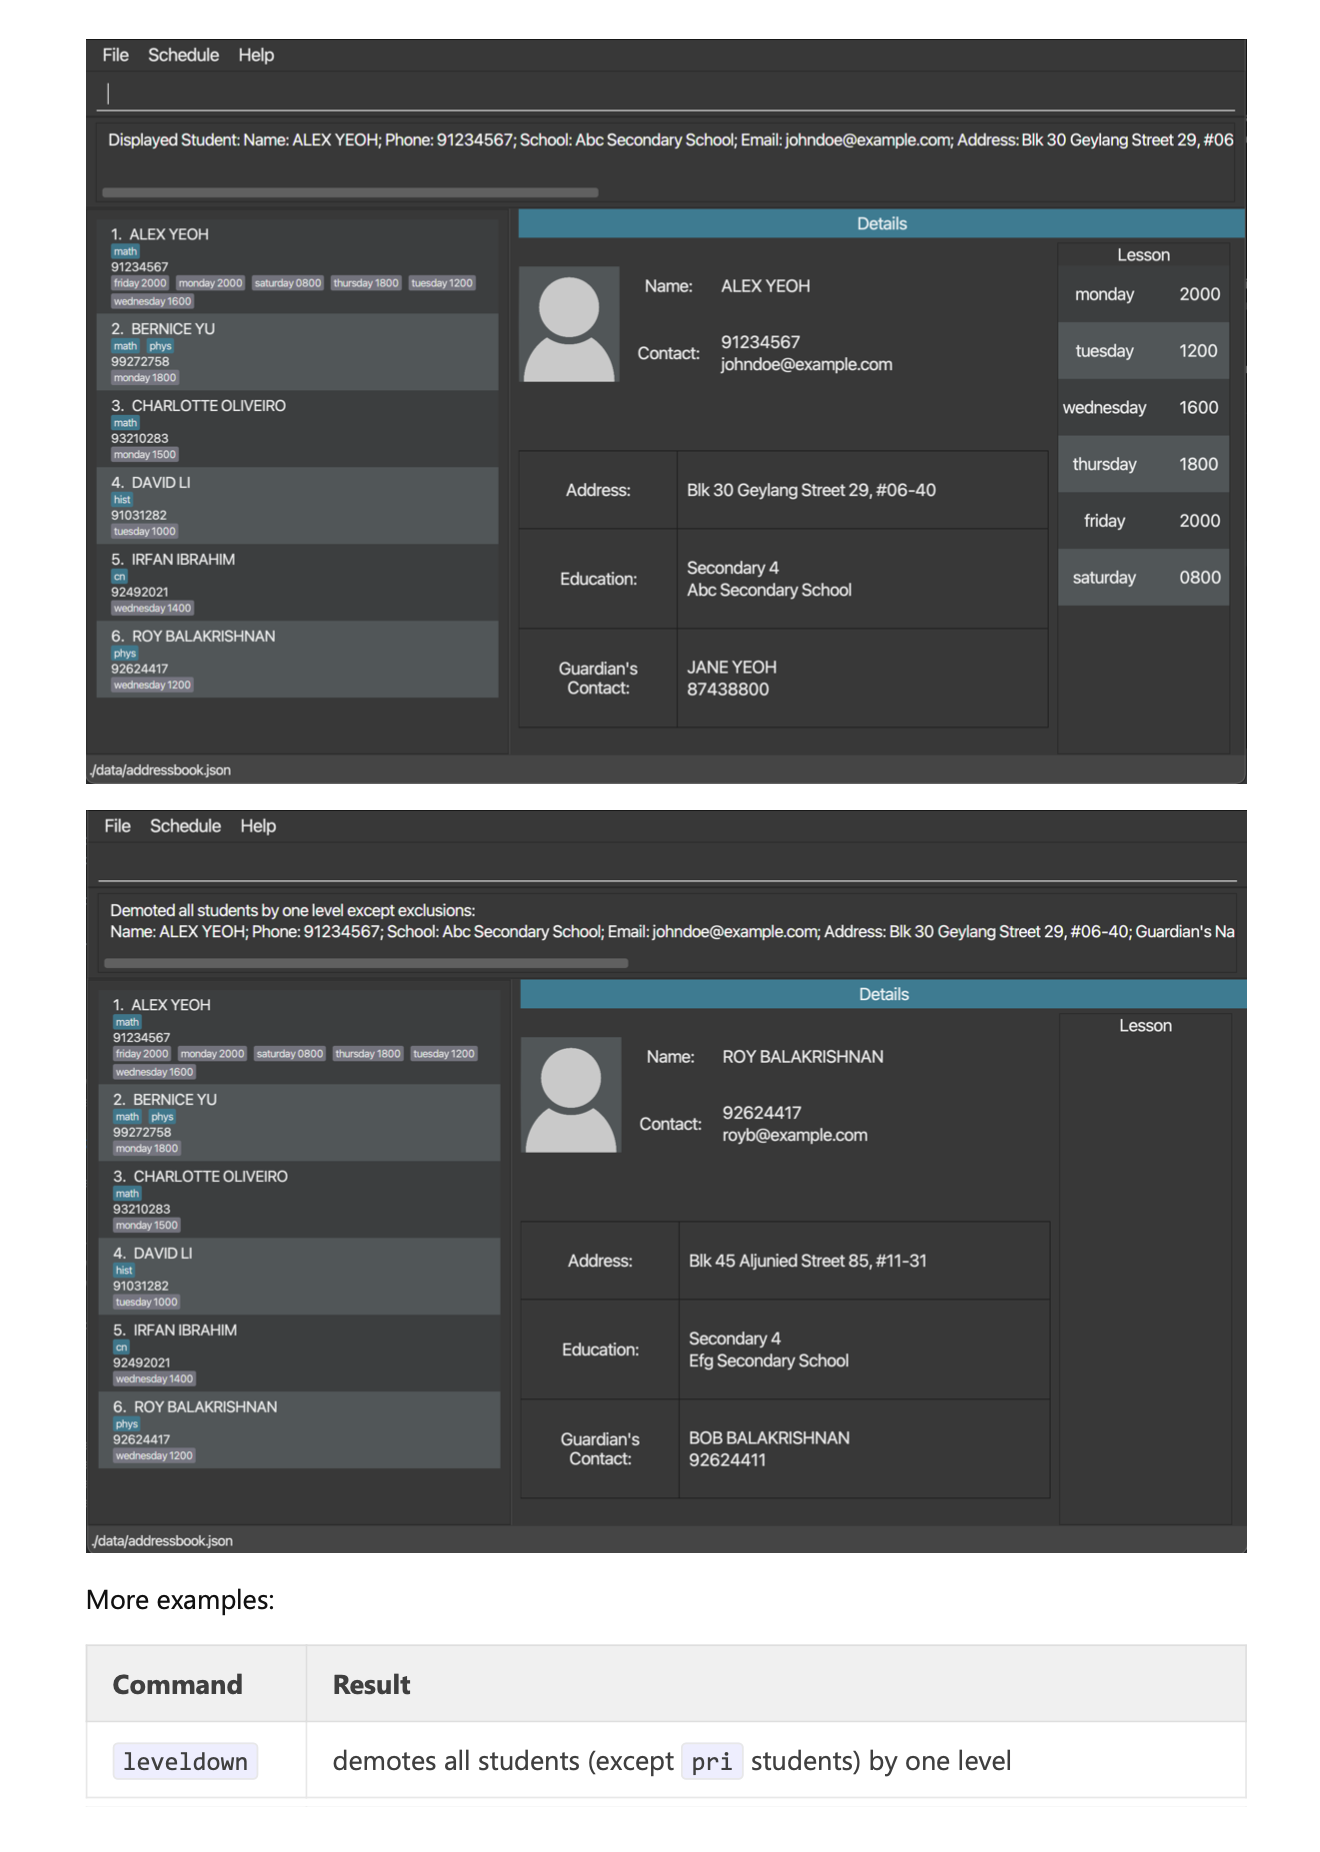 File Schedule Help
Displayed Student: Name: ALEX YEOH; Phone: 91234567; School: Abc Secondary School; Email: johndoe@example.com; Address: Blk 30 Geylang Street 29, #06
1. ALEX YEOH
math
91234567
friday 2000 monday 2000 saturday 0800 thursday 1800 tuesday 1200
wednesday 1600
2. BERNICE YU
math phys
99272758
monday 1800
3. CHARLOTTE OLIVEIRO
math
93210283
monday 1500
4. DAVID LI
hist
91031282
tuesday 1000
5. IRFAN IBRAHIM
cn
92492021
wednesday 1400
6. ROY BALAKRISHNAN
phys
92624417
wednesday 1200
Details
Name: ALEX YEOH
Contact: 91234567
johndoe@example.com
Address: Blk 30 Geylang Street 29, #06-40
Education: Secondary 4
Abc Secondary School
Guardian's Contact: JANE YEOH
87438800
Lesson
monday 2000
tuesday 1200
wednesday 1600
thursday 1800
friday 2000
saturday 0800
./data/addressbook.json
File Schedule Help
Demoted all students by one level except exclusions:
Name: ALEX YEOH; Phone: 91234567; School: Abc Secondary School; Email: johndoe@example.com; Address: Blk 30 Geylang Street 29, #06-40; Guardian's Na
1. ALEX YEOH
math
91234567
friday 2000 monday 2000 saturday 0800 thursday 1800 tuesday 1200
wednesday 1600
2. BERNICE YU
math phys
99272758
monday 1800
3. CHARLOTTE OLIVEIRO
math
93210283
monday 1500
4. DAVID LI
hist
91031282
tuesday 1000
5. IRFAN IBRAHIM
cn
92492021
wednesday 1400
6. ROY BALAKRISHNAN
phys
92624417
wednesday 1200
Details
Name: ROY BALAKRISHNAN
Contact: 92624417
royb@example.com
Address: Blk 45 Aljunied Street 85, #11-31
Education: Secondary 4
Efg Secondary School
Guardian's Contact: BOB BALAKRISHNAN
92624411
Lesson
./data/addressbook.json
More examples:
Command Result
leveldown demotes all students (except pri students) by one level